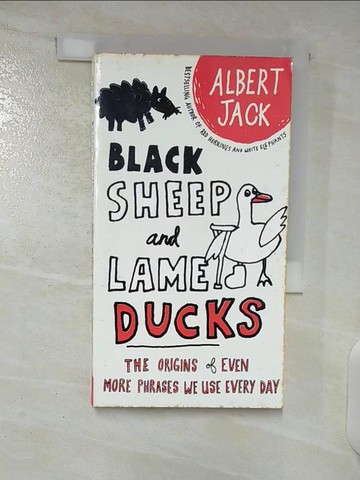 ALBERT
JACK
BESTSELLING AUTHOR OF RED HERRINGS AND WHITE ELEPHANTS
BLACK
SHEEP
and
LAME
DUCKS
THE ORIGINS of EVEN
MORE PHRASES WE USE EVERY DAY